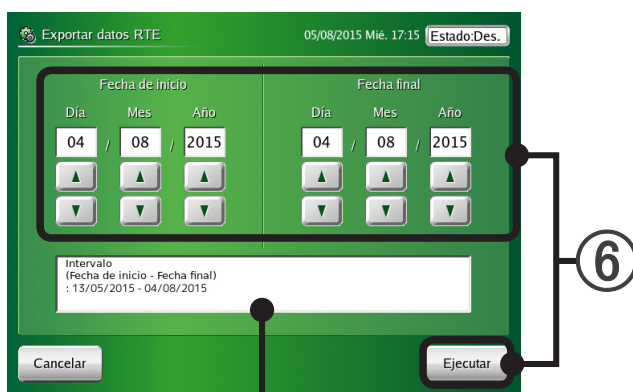 Exportar datos RTE
05/08/2015 Mié. 17:15
Estado:Des.
Fecha de inicio
Fecha final
Día Mes Año
Día Mes Año
04 / 08 / 2015
04 / 08 / 2015
Intervalo
(Fecha de inicio - Fecha final)
: 13/05/2015 - 04/08/2015
6
Cancelar
Ejecutar